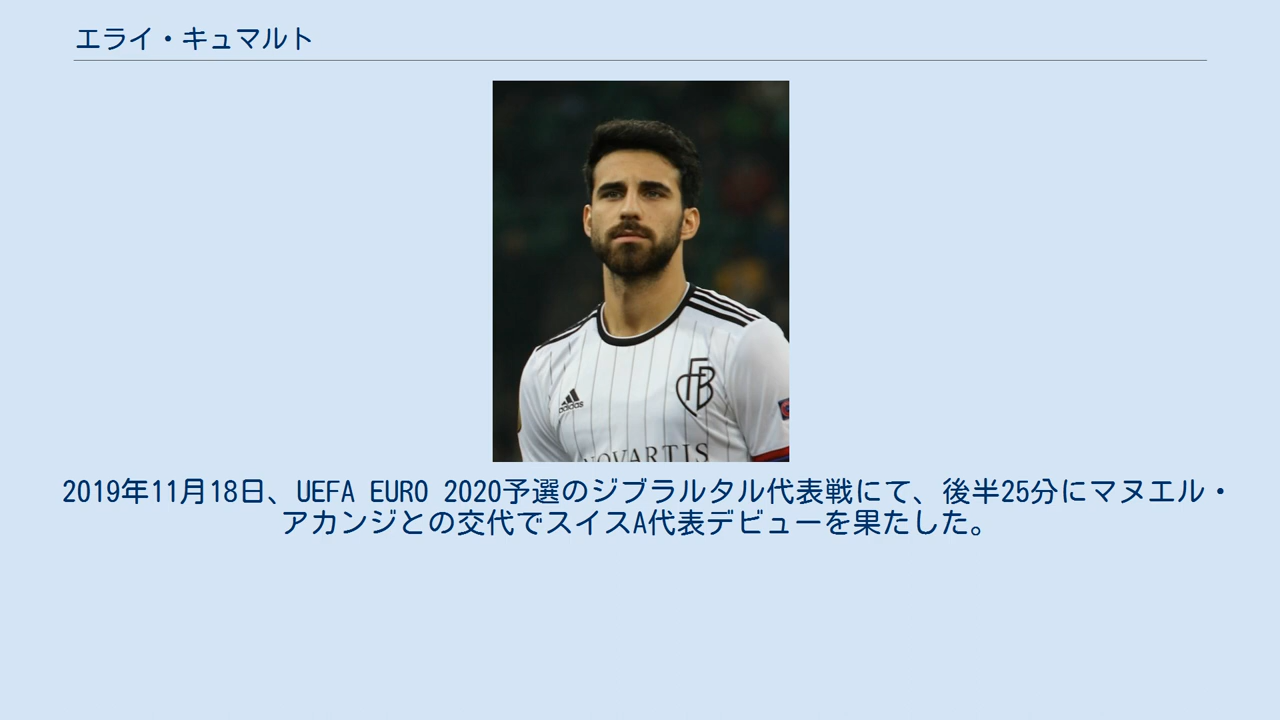 エライ・キュマルト
adidas
FCB
NOVARTIS
2019年11月18日、UEFA EURO 2020予選のジブラルタル代表戦にて、後半25分にマヌエル・
アカンジとの交代でスイスA代表デビューを果たした。